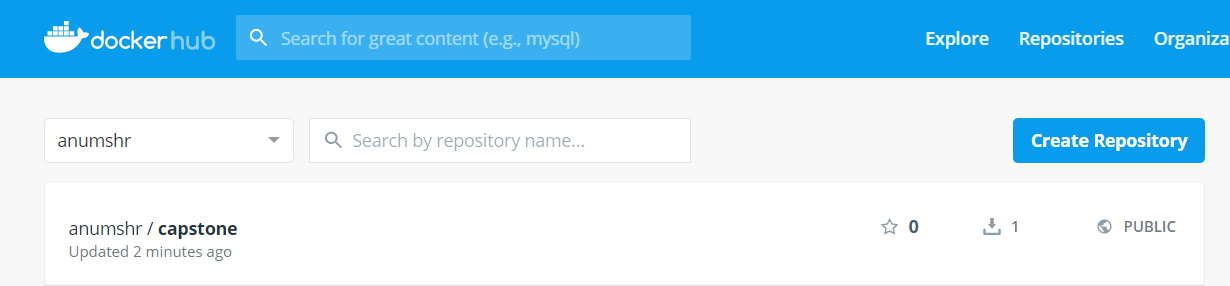 docker hub
Search for great content (e.g., mysql)
Explore
Repositories
Organiza
anumshr
Search by repository name...
Create Repository
anumshr / capstone
0
1
PUBLIC
Updated 2 minutes ago